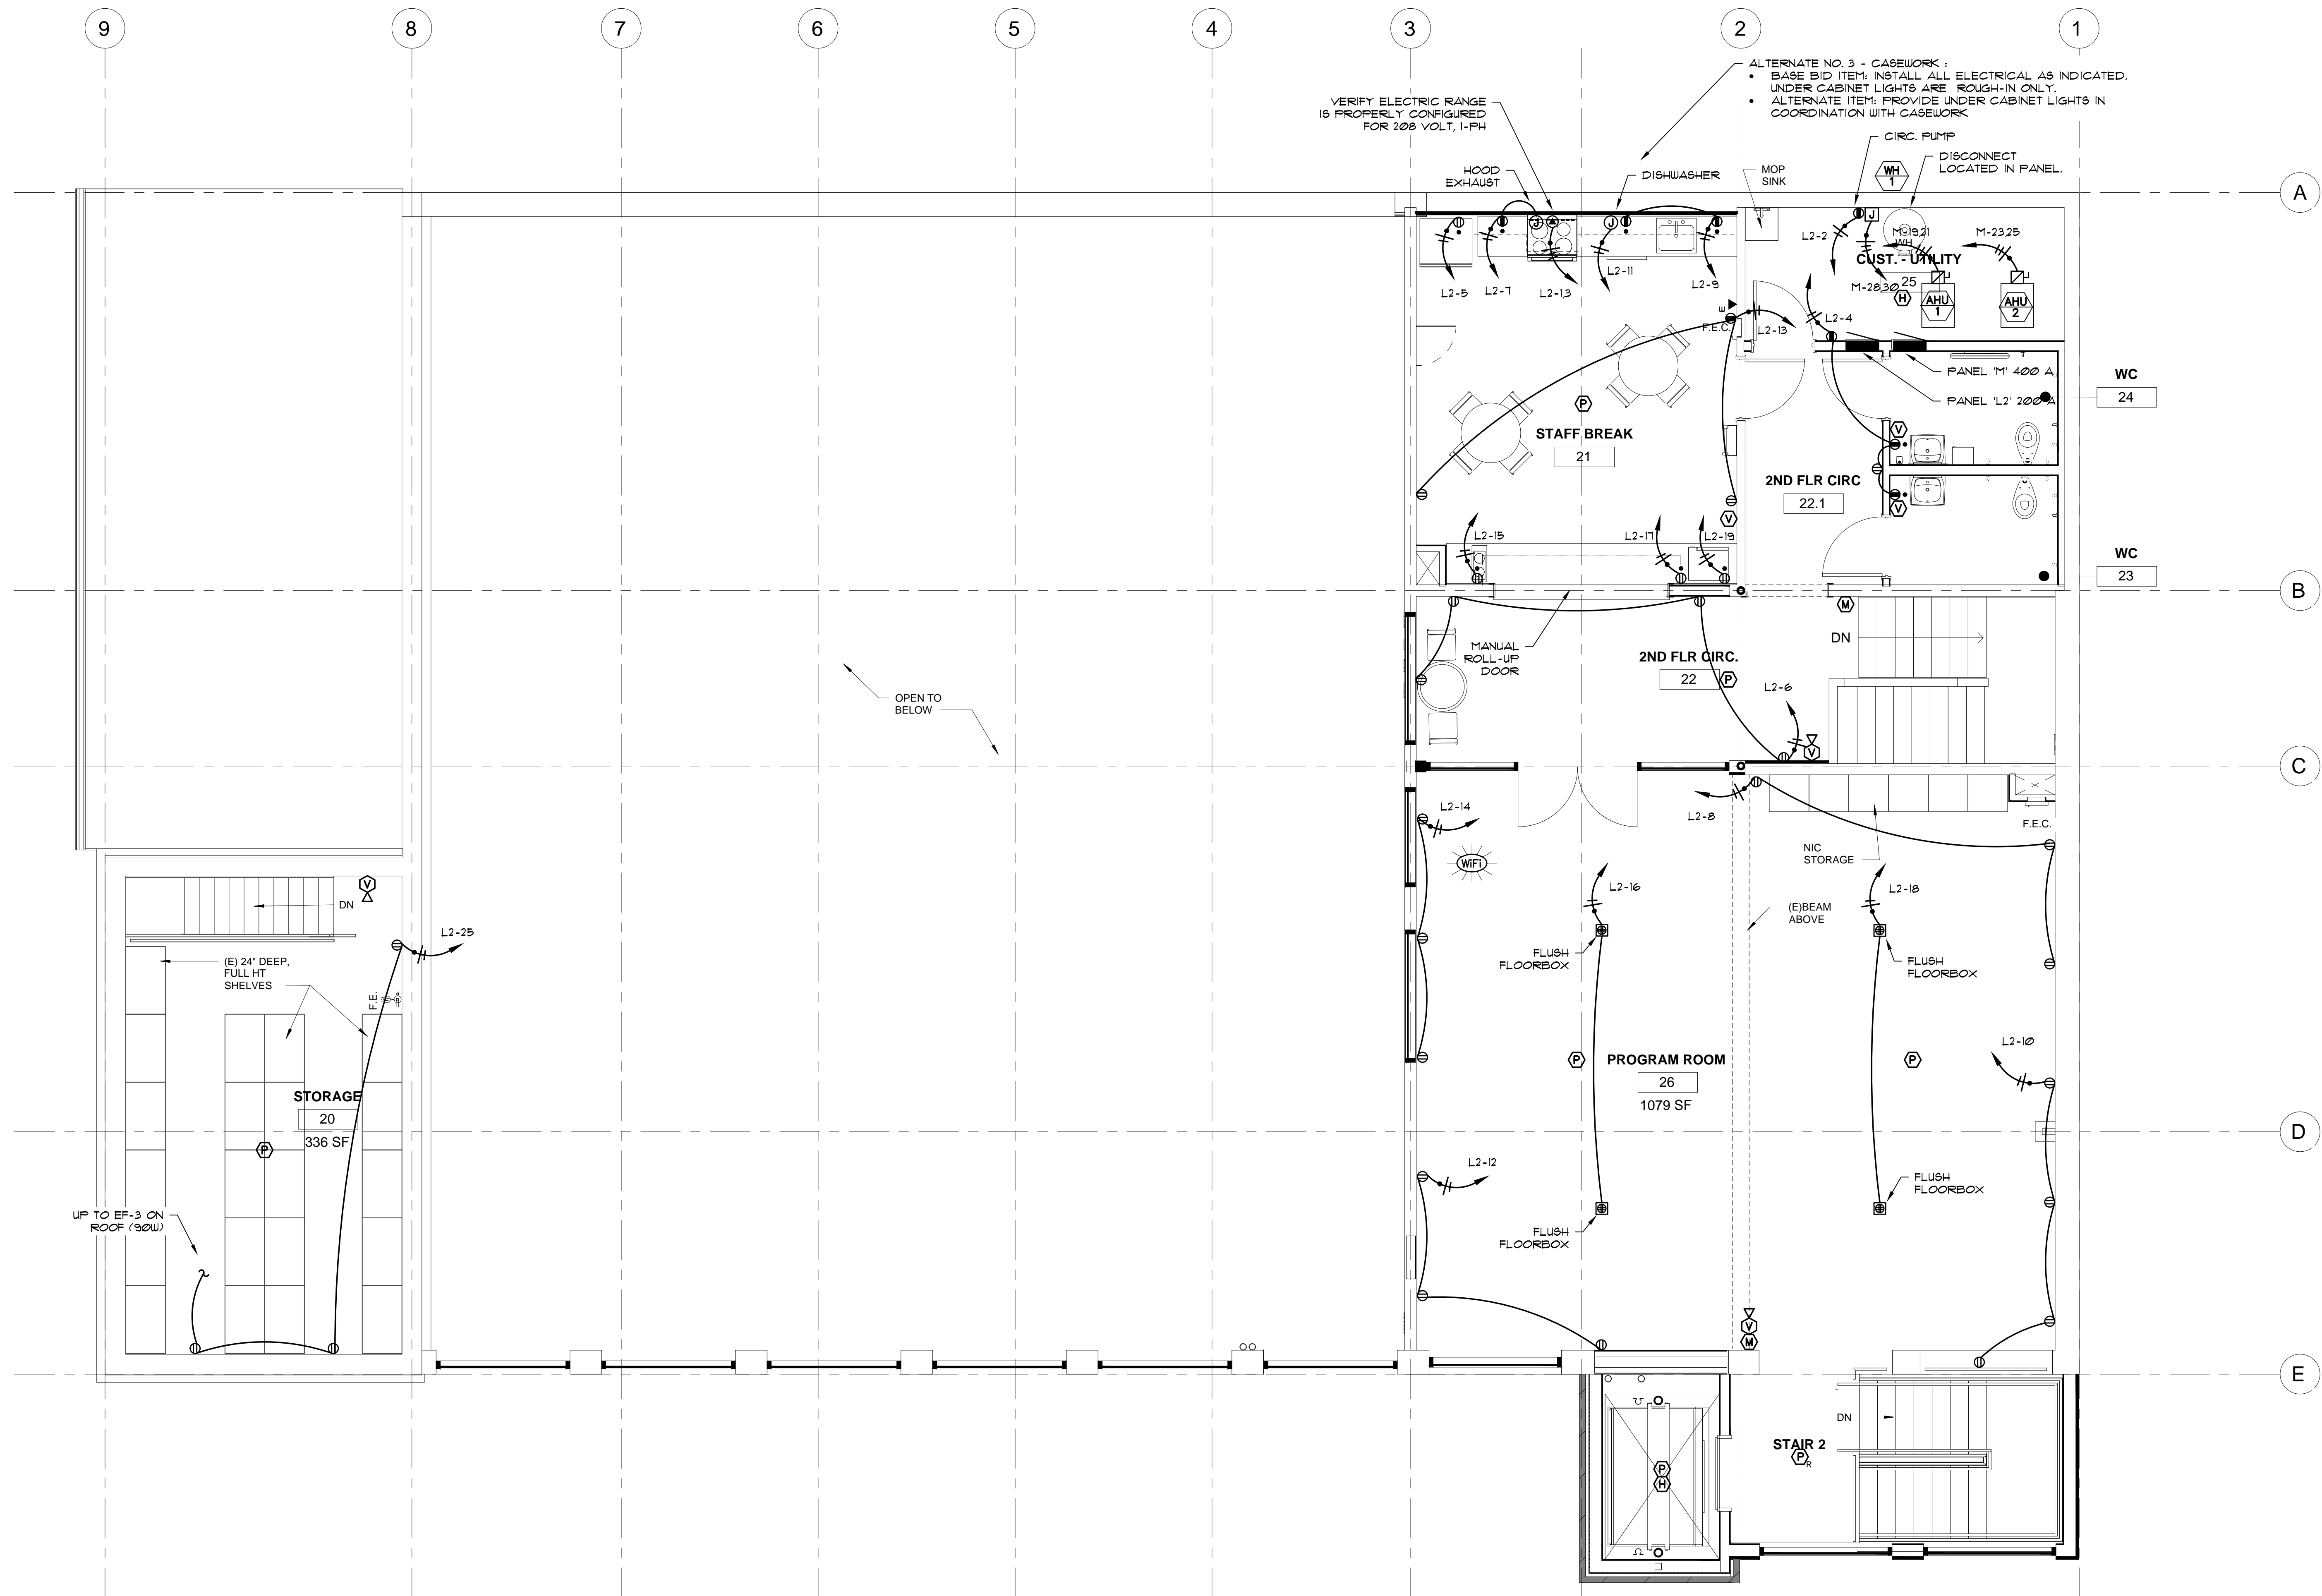 9
8
7
6
5
4
3
2
1
ALTERNATE NO. 3 - CASEWORK :
• BASE BID ITEM: INSTALL ALL ELECTRICAL AS INDICATED.
UNDER CABINET LIGHTS ARE ROUGH-IN ONLY.
• ALTERNATE ITEM: PROVIDE UNDER CABINET LIGHTS IN
COORDINATION WITH CASEWORK
VERIFY ELECTRIC RANGE
IS PROPERLY CONFIGURED
FOR 208 VOLT, 1-PH
CIRC. PUMP
DISCONNECT
LOCATED IN PANEL.
WH
1
HOOD
EXHAUST
DISHWASHER
MOP
SINK
A
J
J
J
L2-2
M-19,21
WH
M-23,25
CUST. - UTILITY
25
M-28,30
H
AHU
1
AHU
2
L2-5
L2-7
L2-1,3
L2-11
L2-9
E
F.E.C.
L2-13
L2-4
PANEL 'M' 400 A
PANEL 'L2' 200 A
WC
24
P
STAFF BREAK
21
V
2ND FLR CIRC
22.1
V
V
L2-15
L2-17
L2-19
WC
23
B
M
DN
MANUAL
ROLL-UP
DOOR
2ND FLR CIRC.
22
P
L2-6
V
OPEN TO
BELOW
C
L2-14
L2-8
F.E.C.
NIC
STORAGE
WiFi
V
DN
L2-16
L2-18
(E)BEAM
ABOVE
L2-25
(E) 24" DEEP,
FULL HT
SHELVES
F.E.
FLUSH
FLOORBOX
FLUSH
FLOORBOX
L2-10
P
PROGRAM ROOM
26
1079 SF
P
STORAGE
20
336 SF
P
D
L2-12
FLUSH
FLOORBOX
FLUSH
FLOORBOX
UP TO EF-3 ON
ROOF (90W)
V
M
E
DN
STAIR 2
P
R
P
H